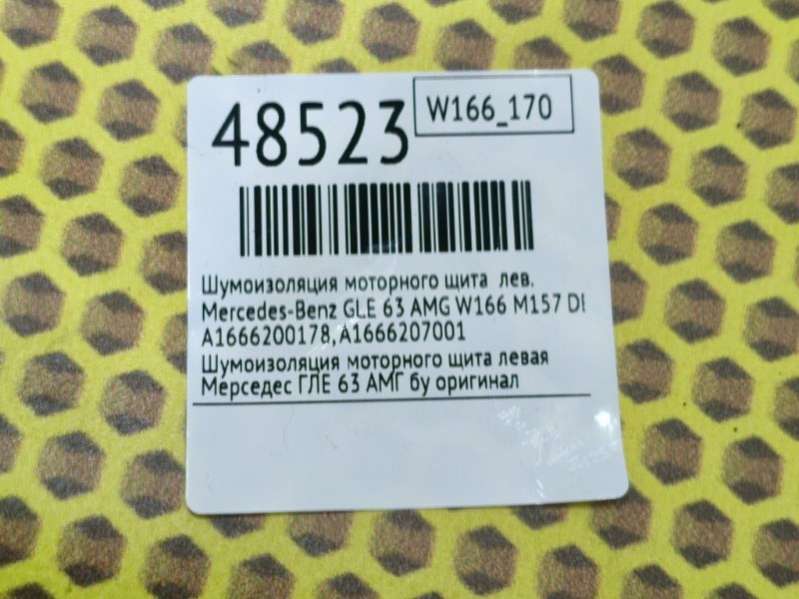 48523
W166_170
Шумоизоляция моторного щита лев.
Mercedes-Benz GLE 63 AMG W166 M157 DI
A1666200178,A1666207001
Шумоизоляция моторного щита левая
Мерседес ГЛЕ 63 АМГ бу оригинал